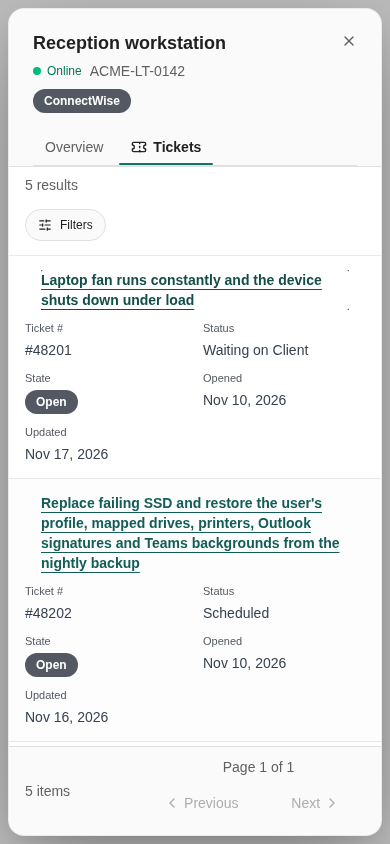 Reception workstation
Online ACME-LT-0142
ConnectWise
Overview Tickets
5 results
Filters
Laptop fan runs constantly and the device
shuts down under load
Ticket # Status
#48201 Waiting on Client
State Opened
Open Nov 10, 2026
Updated
Nov 17, 2026
Replace failing SSD and restore the user's
profile, mapped drives, printers, Outlook
signatures and Teams backgrounds from the
nightly backup
Ticket # Status
#48202 Scheduled
State Opened
Open Nov 10, 2026
Updated
Nov 16, 2026
Page 1 of 1
5 items Previous Next